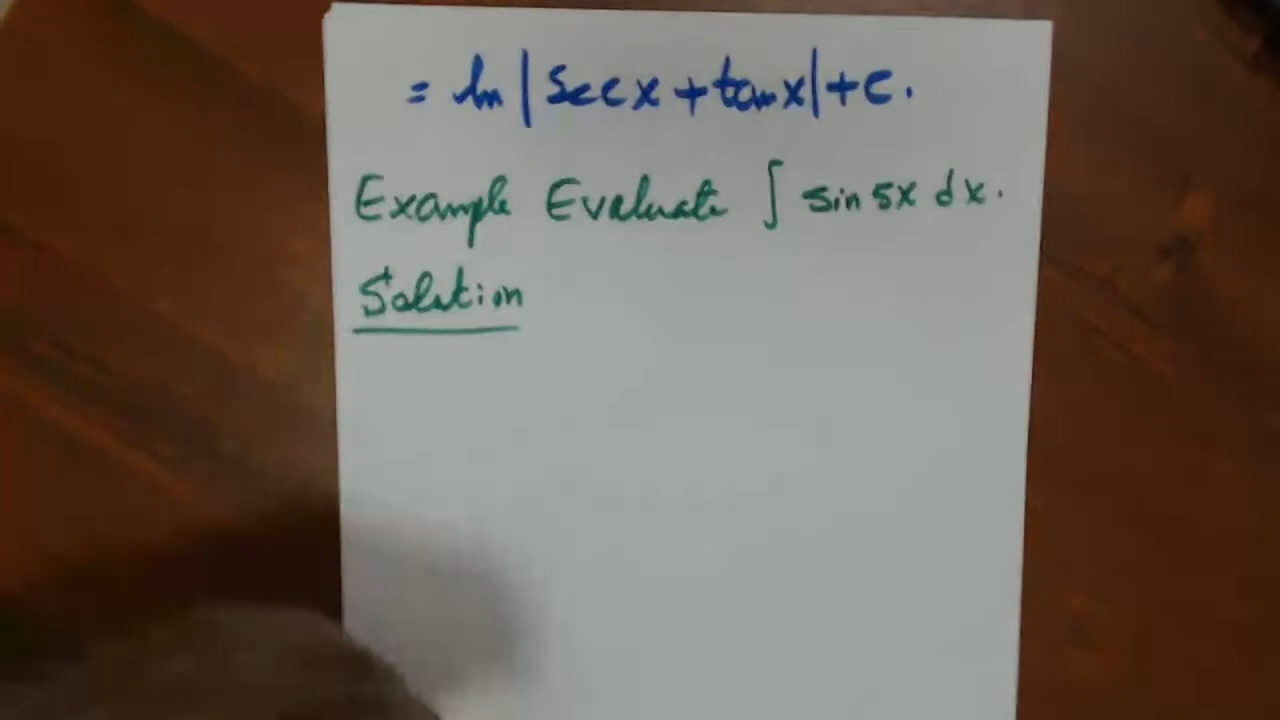 = ln | Sec x + tan x | + c.
Example Evaluate ∫ sin 5x dx.
Solution